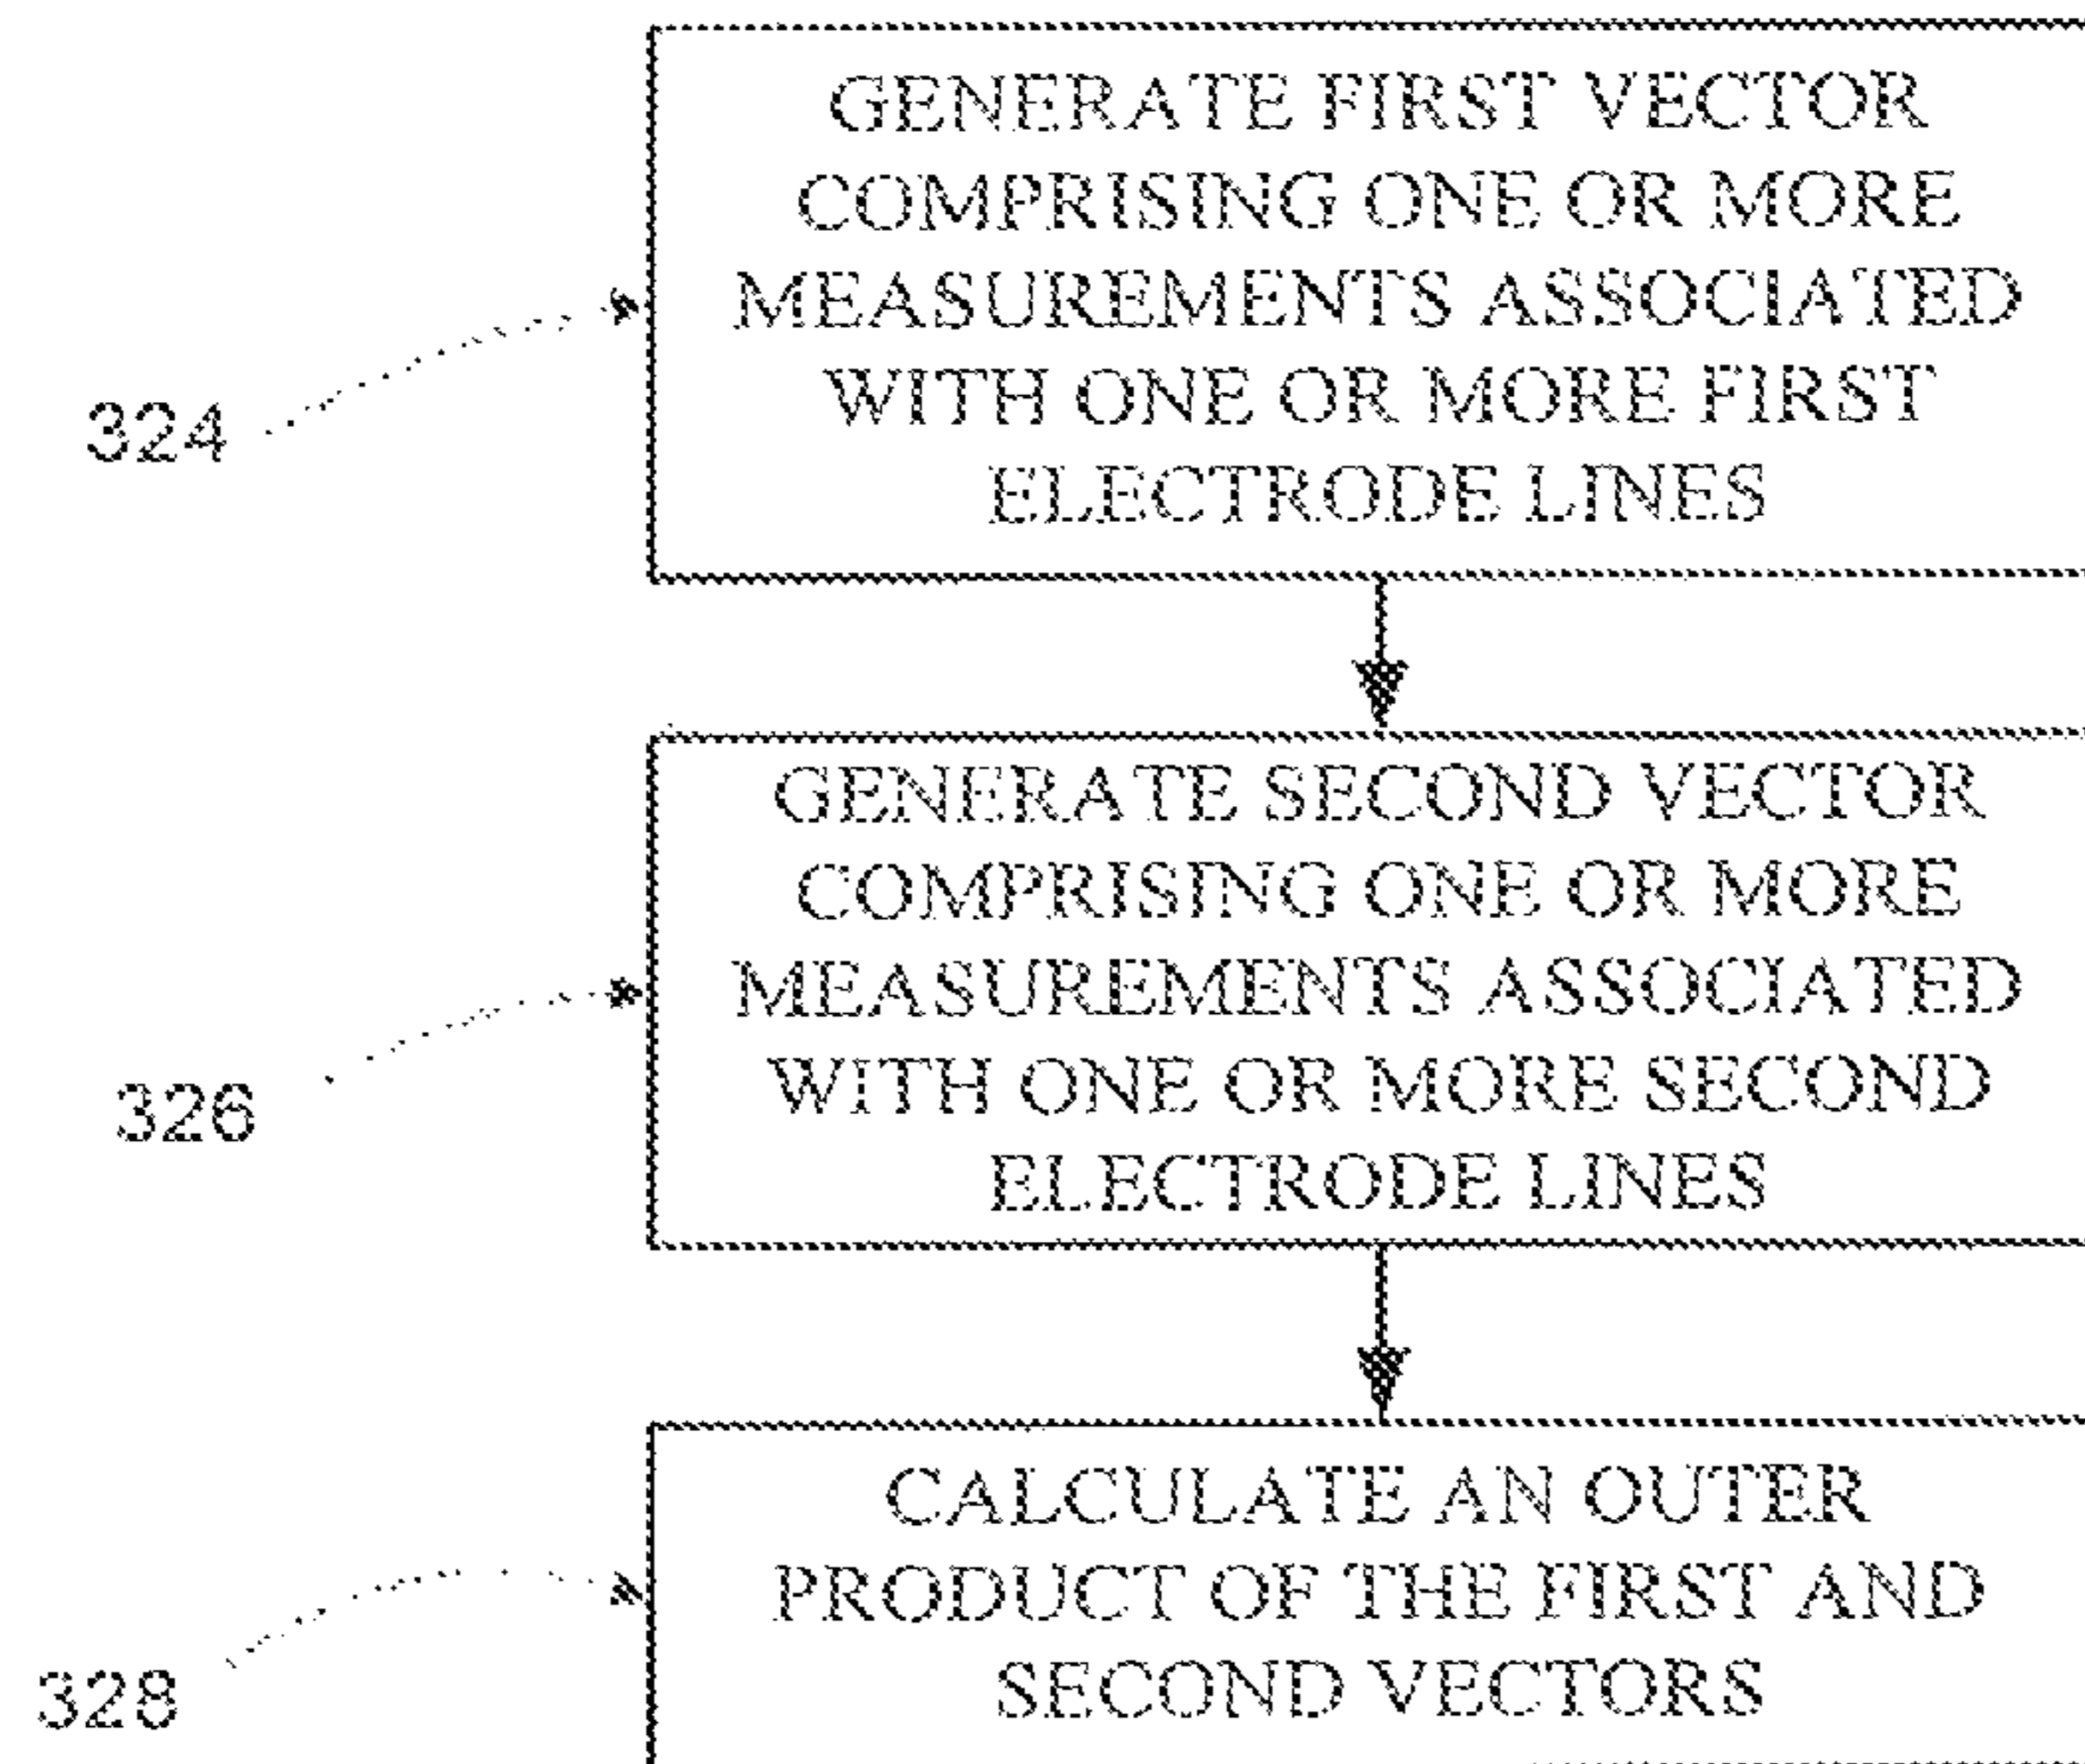 GENERATE FIRST VECTOR
COMPRISING ONE OR MORE
MEASUREMENTS ASSOCIATED
WITH ONE OR MORE FIRST
ELECTRODE LINES
324
GENERATE SECOND VECTOR
COMPRISING ONE OR MORE
MEASUREMENTS ASSOCIATED
WITH ONE OR MORE SECOND
ELECTRODE LINES
326
CALCULATE AN OUTER
PRODUCT OF THE FIRST AND
SECOND VECTORS
328